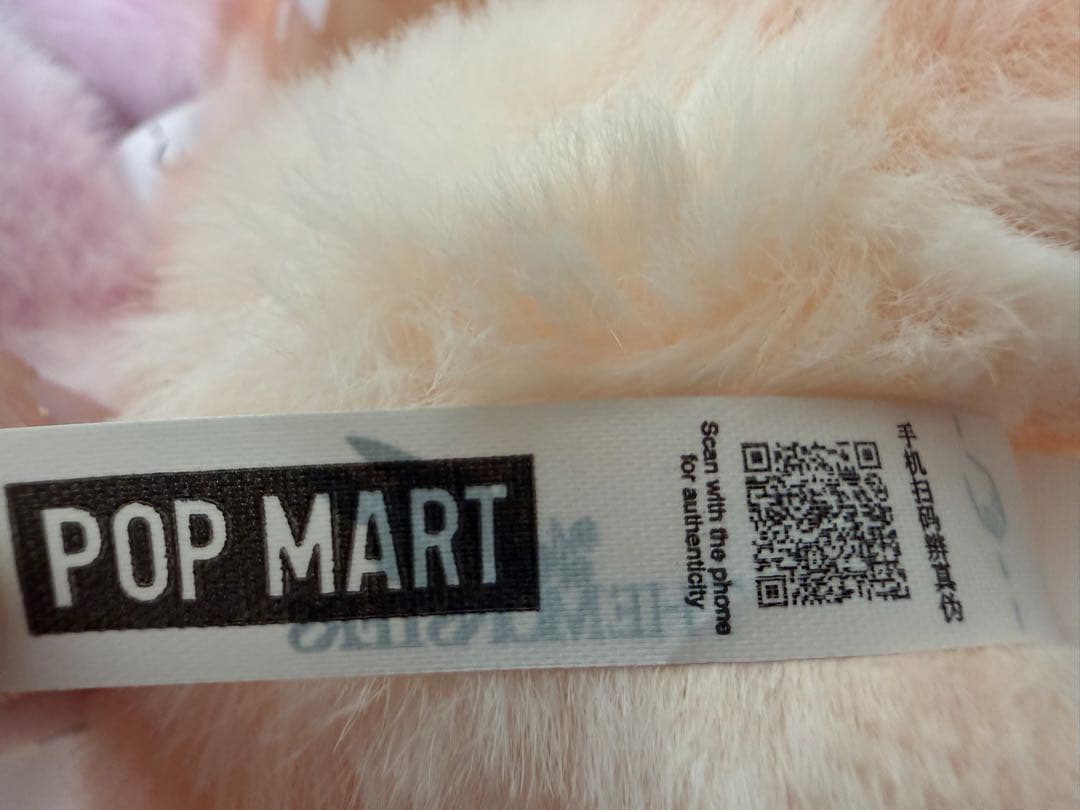 POP MART
手机扫码辨真伪
Scan with the phone
for authenticity